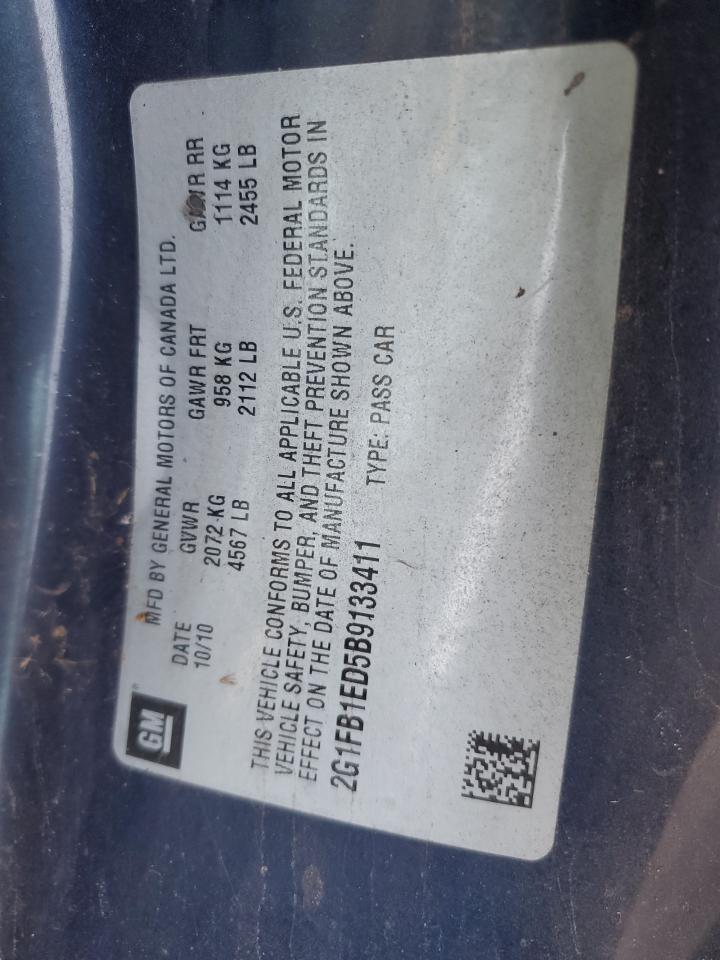 GM
MFD BY GENERAL MOTORS OF CANADA LTD.
DATE GVWR GAWR FRT GAWR RR
10/10 2072 KG 958 KG 1114 KG
4567 LB 2112 LB 2455 LB
THIS VEHICLE CONFORMS TO ALL APPLICABLE U.S. FEDERAL MOTOR
VEHICLE SAFETY, BUMPER, AND THEFT PREVENTION STANDARDS IN
EFFECT ON THE DATE OF MANUFACTURE SHOWN ABOVE.
2G1FB1ED5B9133411 TYPE: PASS CAR